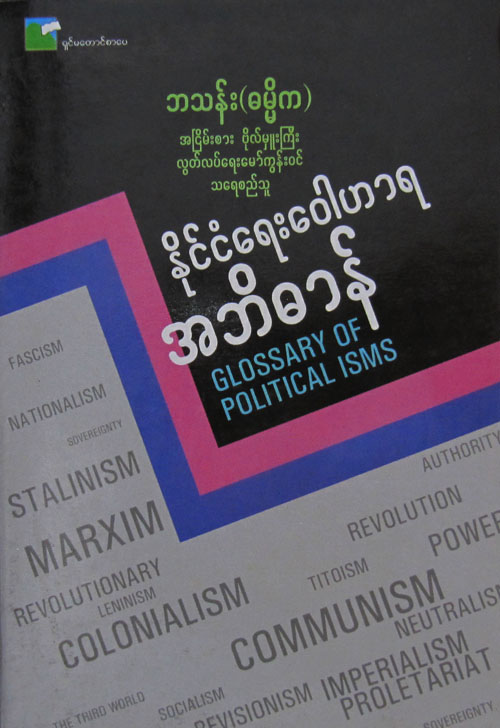 ရှင်မတောင်စာပေ
ဘသန်း(ဓမ္မိက)
အငြိမ်းစား ဗိုလ်မှူးကြီး
လွတ်လပ်ရေးမော်ကွန်းဝင်
သရေစည်သူ
နိုင်ငံရေးဝေါဟာရ
အဘိဓာန်
GLOSSARY OF
POLITICAL ISMS
FASCISM
NATIONALISM
SOVEREIGNTY
STALINISM
MARXIM
REVOLUTIONARY
LENINISM
COLONIALISM
AUTHORITY
REVOLUTION
POWER
TITOISM
COMMUNISM
NEUTRALIS
IMPERIALISM
PROLETARIAT
THE THIRD WORLD
SOCIALISM
REVISIONISM